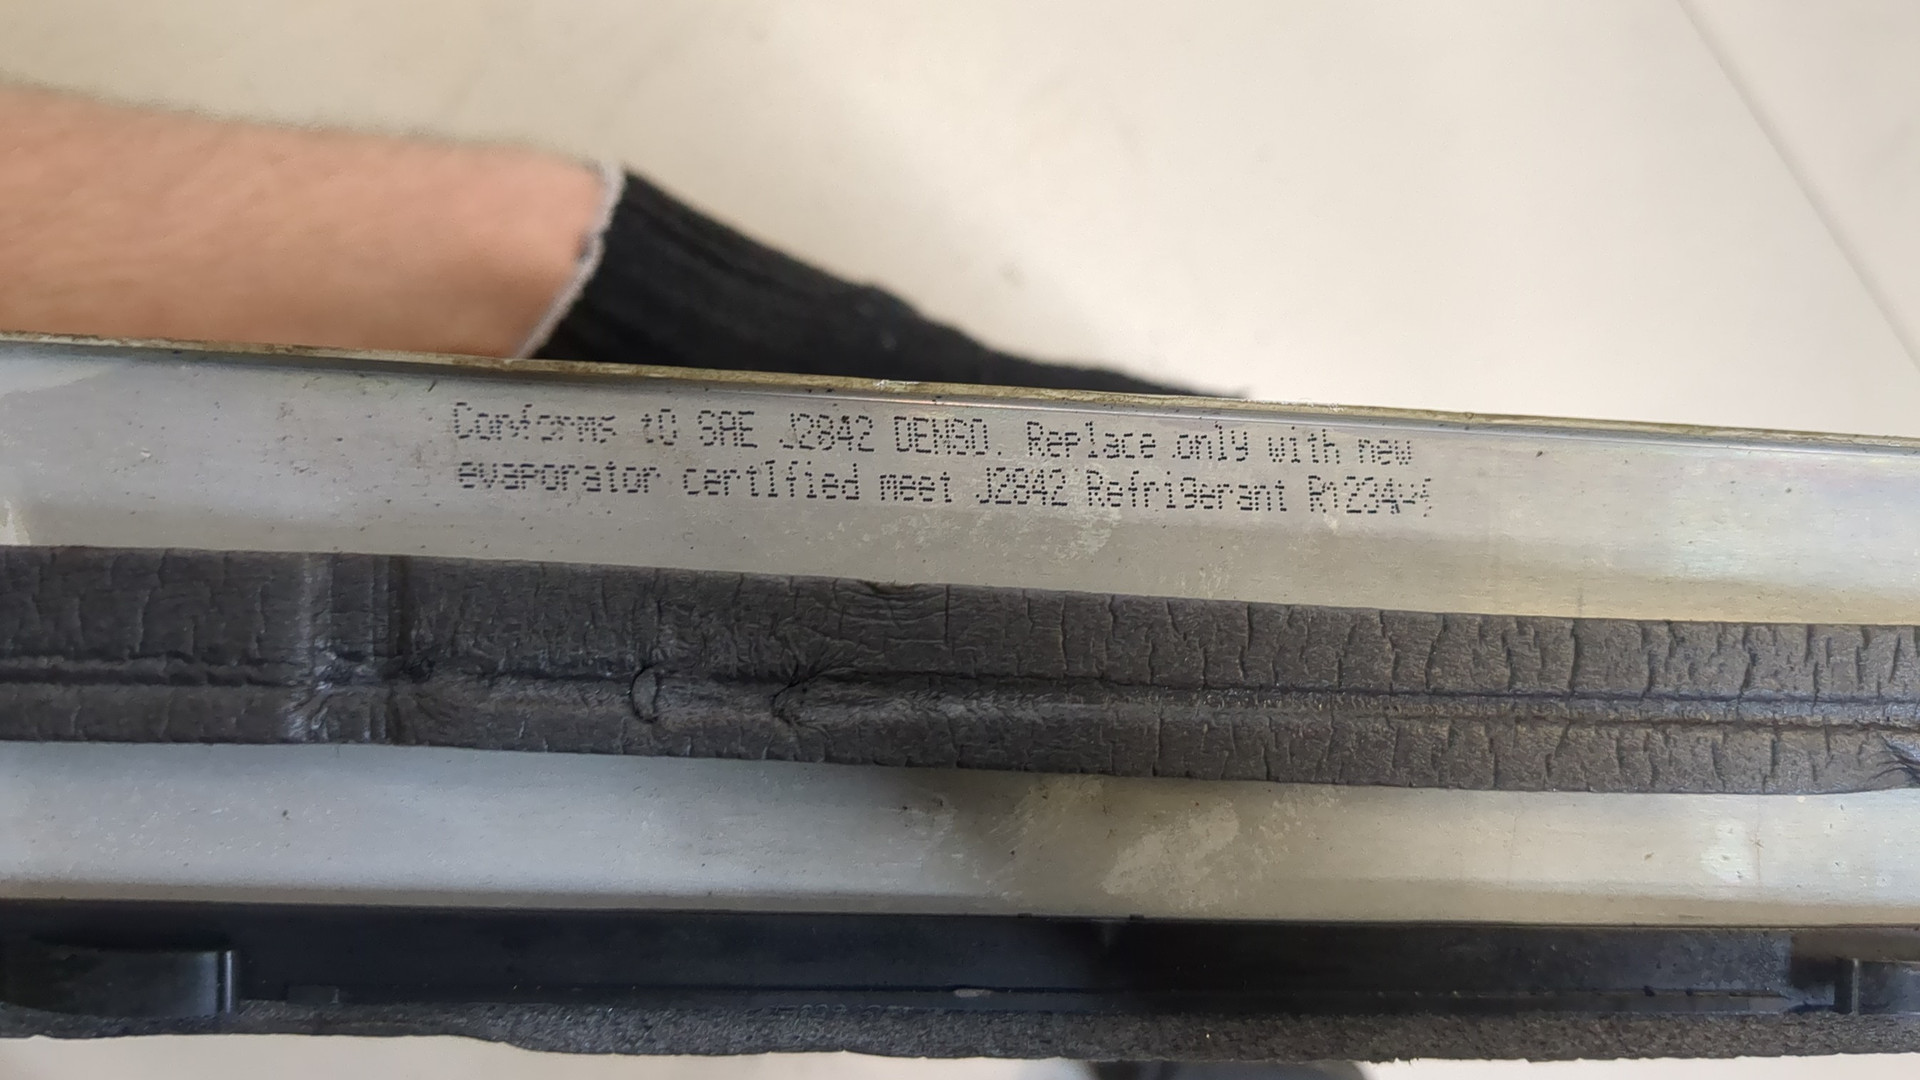 Conforms tO SAE J2842 DENSO. Replace only with new
evaporator certIfied meet J2842 Refrigerant R1234yf